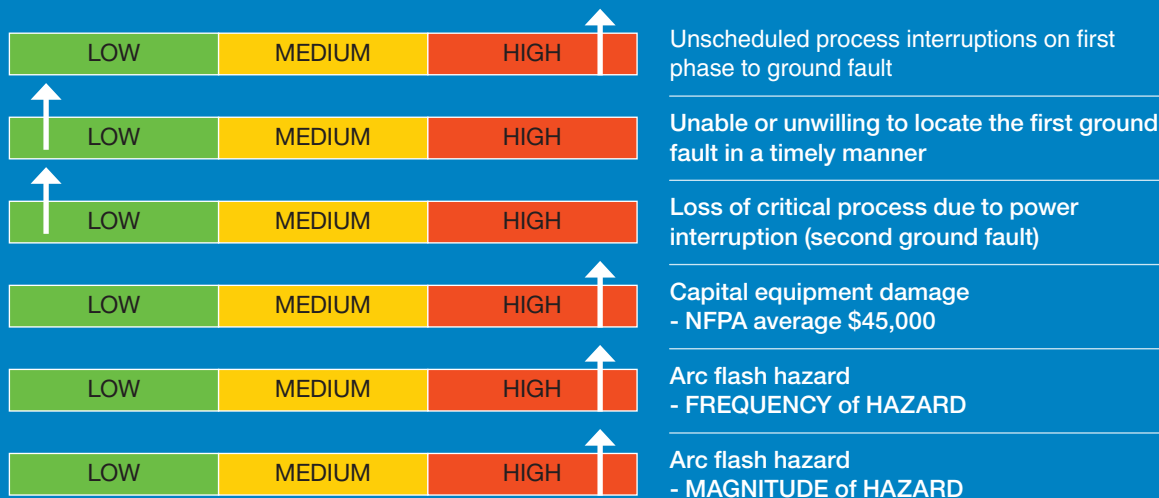 LOW MEDIUM HIGH
Unscheduled process interruptions on first
phase to ground fault
LOW MEDIUM HIGH
Unable or unwilling to locate the first ground
fault in a timely manner
LOW MEDIUM HIGH
Loss of critical process due to power
interruption (second ground fault)
LOW MEDIUM HIGH
Capital equipment damage
- NFPA average $45,000
LOW MEDIUM HIGH
Arc flash hazard
- FREQUENCY of HAZARD
LOW MEDIUM HIGH
Arc flash hazard
- MAGNITUDE of HAZARD